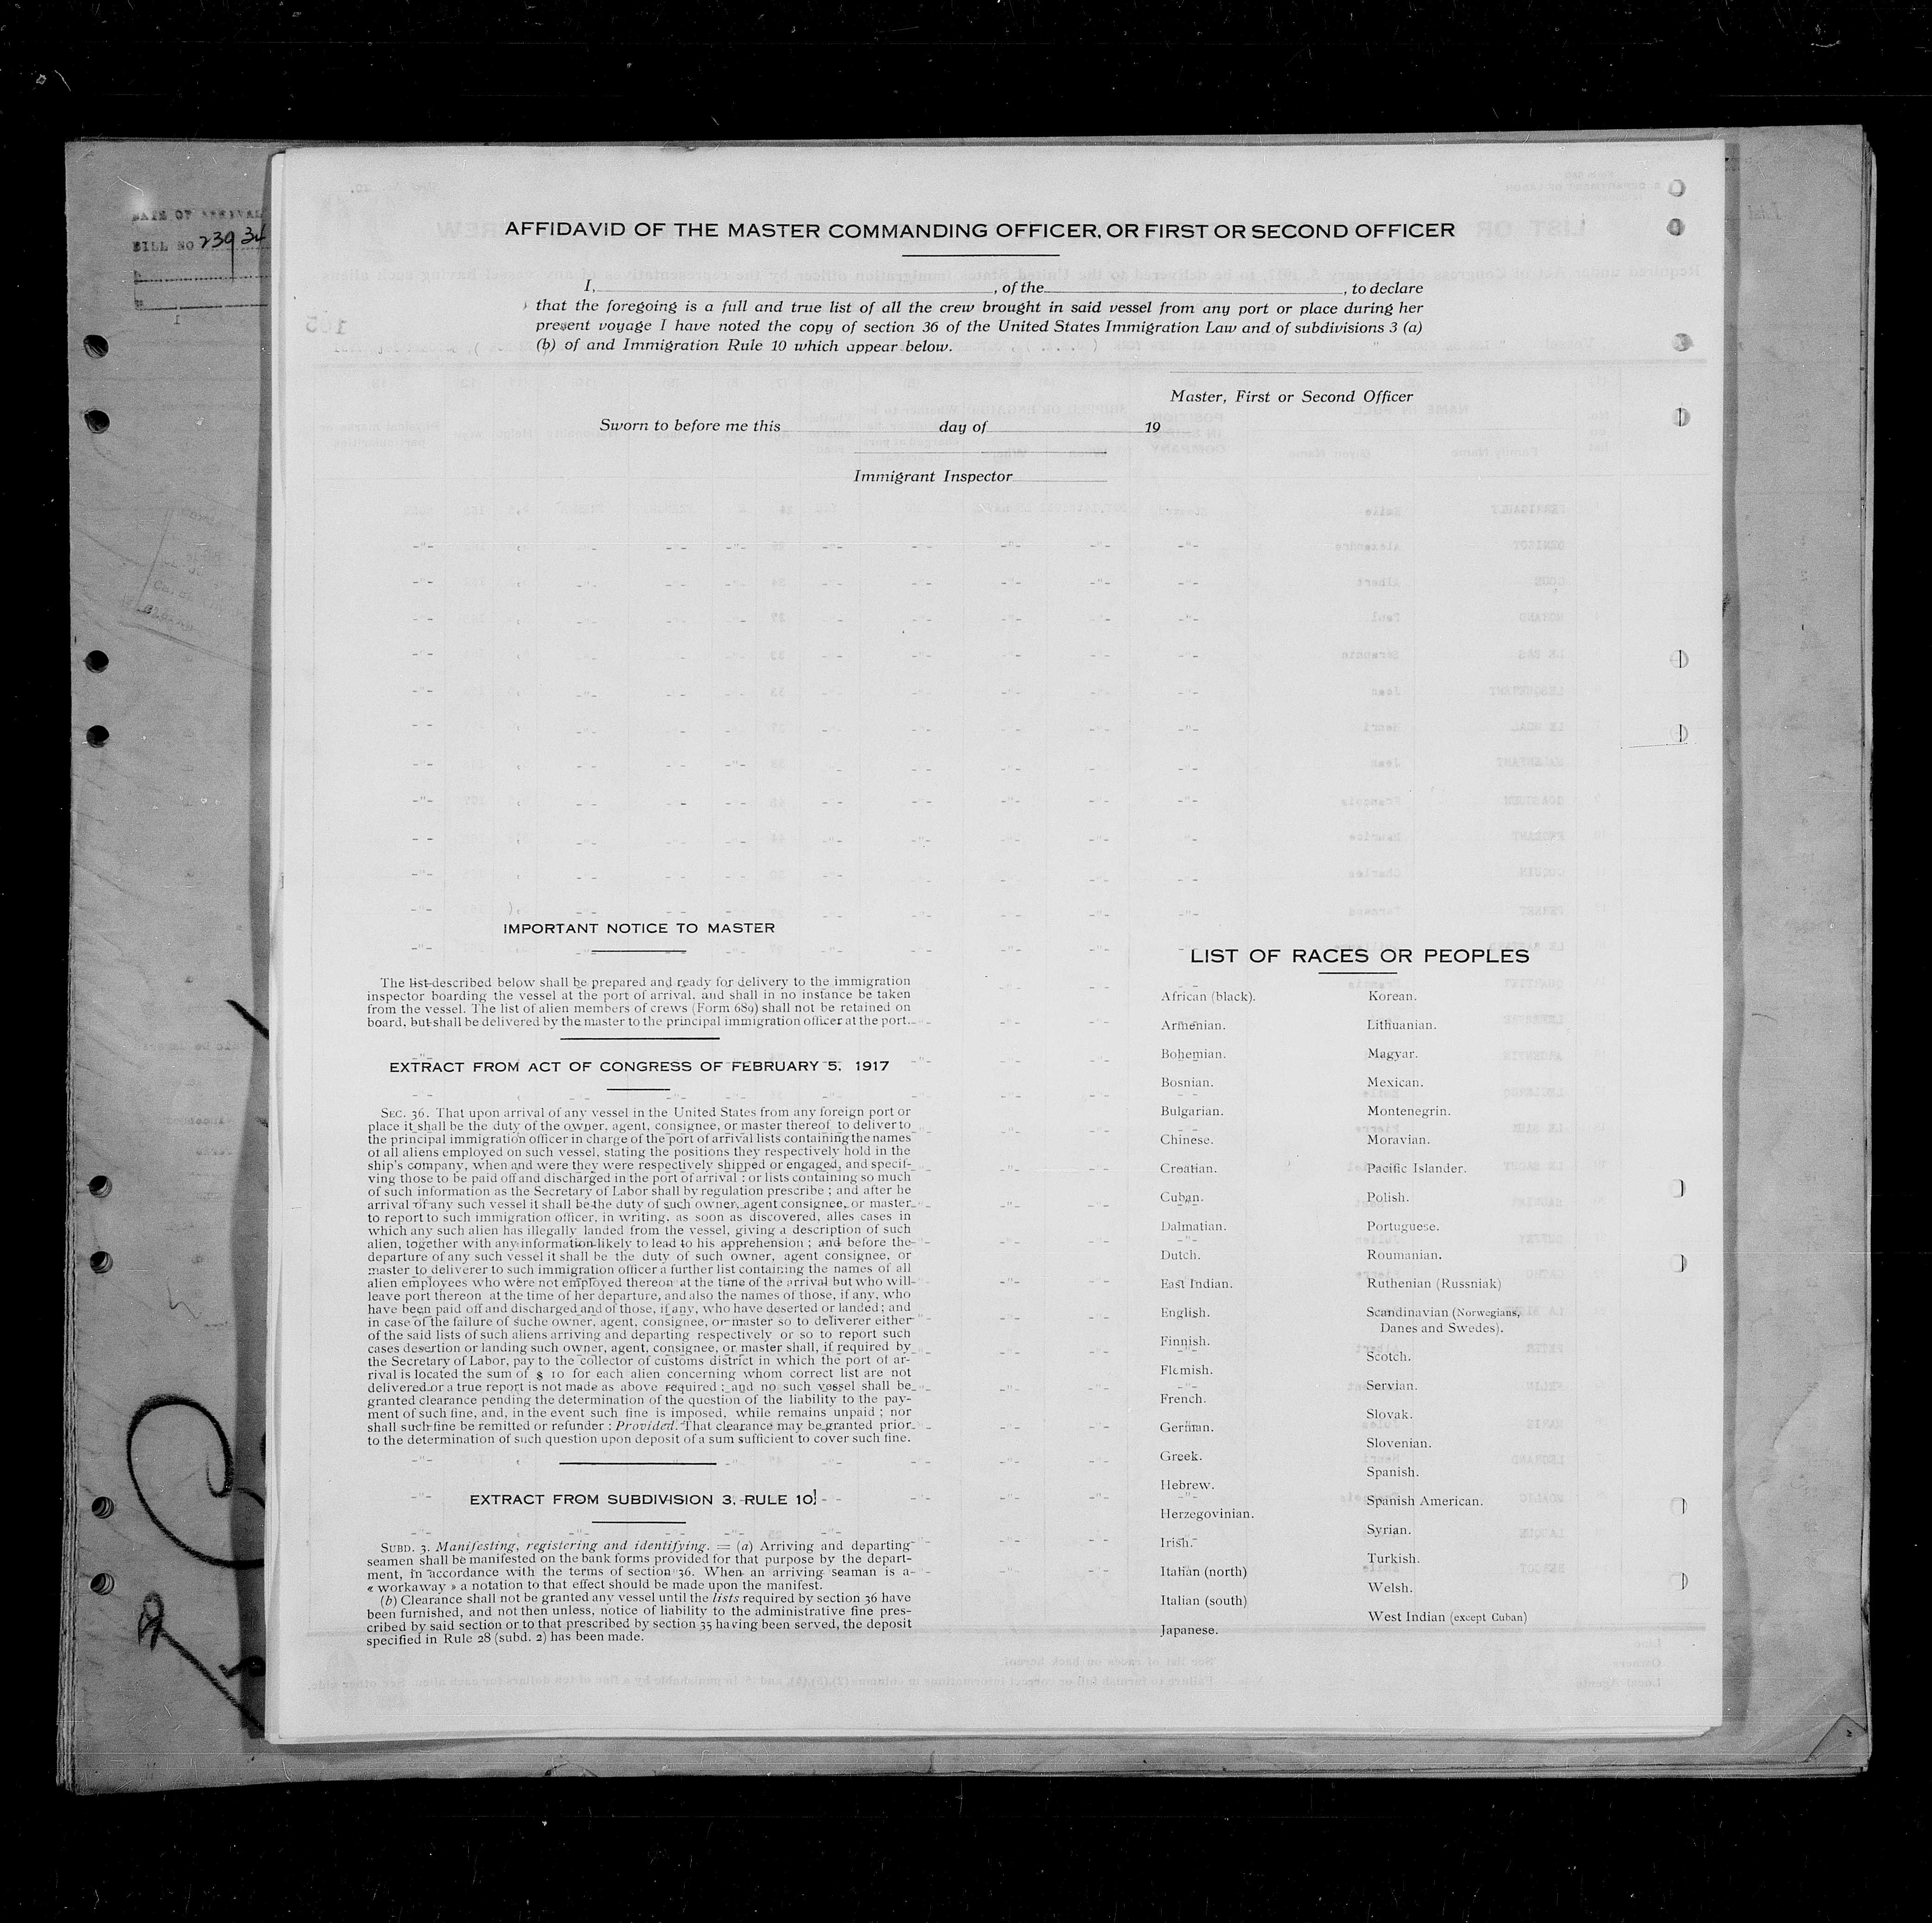 DATE OF ARRIVAL
BILL NO 239 34
AFFIDAVID OF THE MASTER COMMANDING OFFICER, OR FIRST OR SECOND OFFICER
I, , of the , to declare
that the foregoing is a full and true list of all the crew brought in said vessel from any port or place during her
present voyage I have noted the copy of section 36 of the United States Immigration Law and of subdivisions 3 (a)
(b) of and Immigration Rule 10 which appear below.
Master, First or Second Officer
Sworn to before me this day of 19
Immigrant Inspector
IMPORTANT NOTICE TO MASTER
The list described below shall be prepared and ready for delivery to the immigration
inspector boarding the vessel at the port of arrival, and shall in no instance be taken
from the vessel. The list of alien members of crews (Form 689) shall not be retained on
board, but shall be delivered by the master to the principal immigration officer at the port.
EXTRACT FROM ACT OF CONGRESS OF FEBRUARY 5, 1917
SEC. 36. That upon arrival of any vessel in the United States from any foreign port or
place it shall be the duty of the owner, agent, consignee, or master thereof to deliver to
the principal immigration officer in charge of the port of arrival lists containing the names
of all aliens employed on such vessel, stating the positions they respectively hold in the
ship's company, when and were they were respectively shipped or engaged, and specif-
ving those to be paid off and discharged in the port of arrival : or lists containing so much
of such information as the Secretary of Labor shall by regulation prescribe ; and after he
arrival of any such vessel it shall be the duty of such owner, agent consignee, or master
to report to such immigration officer, in writing, as soon as discovered, alles cases in
which any such alien has illegally landed from the vessel, giving a description of such
alien, together with any information likely to lead to his apprehension ; and before the
departure of any such vessel it shall be the duty of such owner, agent consignee, or
master to deliverer to such immigration officer a further list containing the names of all
alien employees who were not employed thereon at the time of the arrival but who will
leave port thereon at the time of her departure, and also the names of those, if any, who
have been paid off and discharged and of those, if any, who have deserted or landed ; and
in case of the failure of suche owner, agent, consignee, or master so to deliverer either
of the said lists of such aliens arriving and departing respectively or so to report such
cases desertion or landing such owner, agent, consignee, or master shall, if required by
the Secretary of Labor, pay to the collector of customs district in which the port of ar-
rival is located the sum of $ 10 for each alien concerning whom correct list are not
delivered or a true report is not made as above required ; and no such vessel shall be
granted clearance pending the determination of the question of the liability to the pay-
ment of such fine, and, in the event such fine is imposed, while remains unpaid ; nor
shall such fine be remitted or refunder : Provided. That clearance may be granted prior
to the determination of such question upon deposit of a sum sufficient to cover such fine.
EXTRACT FROM SUBDIVISION 3, RULE 10
SUBD. 3. Manifesting, registering and identifying. = (a) Arriving and departing
seamen shall be manifested on the bank forms provided for that purpose by the depart-
ment, in accordance with the terms of section 36. When an arriving seaman is a
« workaway » a notation to that effect should be made upon the manifest.
(b) Clearance shall not be granted any vessel until the lists required by section 36 have
been furnished, and not then unless, notice of liability to the administrative fine pres-
cribed by said section or to that prescribed by section 35 having been served, the deposit
specified in Rule 28 (subd. 2) has been made.
LIST OF RACES OR PEOPLES
African (black).
Armenian.
Bohemian.
Bosnian.
Bulgarian.
Chinese.
Croatian.
Cuban.
Dalmatian.
Dutch.
East Indian.
English.
Finnish.
Flemish.
French.
German.
Greek.
Hebrew.
Herzegovinian.
Irish.
Italian (north)
Italian (south)
Japanese.
Korean.
Lithuanian.
Magyar.
Mexican.
Montenegrin.
Moravian.
Pacific Islander.
Polish.
Portuguese.
Roumanian.
Ruthenian (Russniak)
Scandinavian (Norwegians,
Danes and Swedes).
Scotch.
Servian.
Slovak.
Slovenian.
Spanish.
Spanish American.
Syrian.
Turkish.
Welsh.
West Indian (except Cuban)